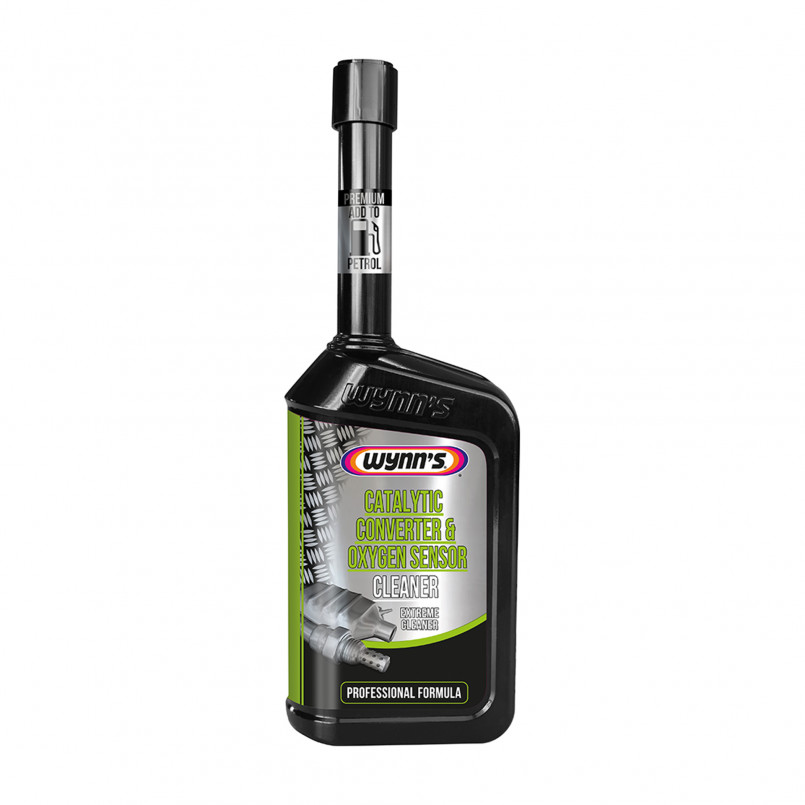 PREMIUM
ADD TO
PETROL
WYNN'S
WYNN'S
CATALYTIC
CONVERTER &
OXYGEN SENSOR
CLEANER
EXTREME
CLEANER
PROFESSIONAL FORMULA